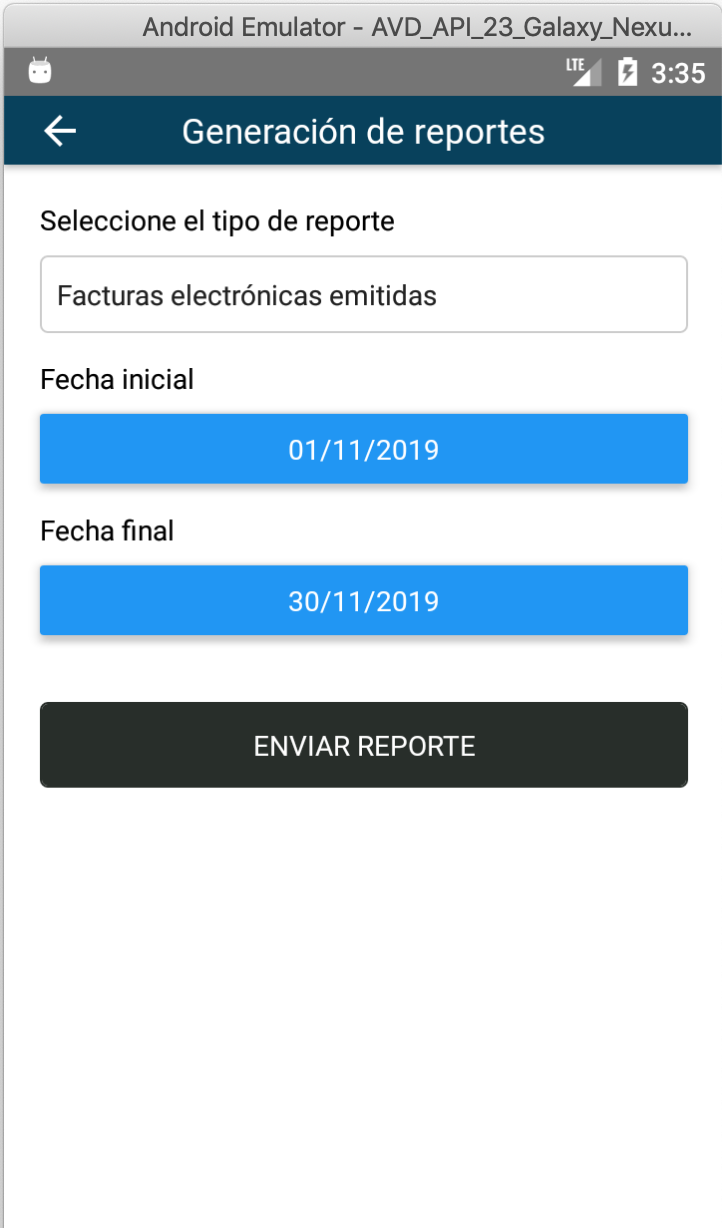 Android Emulator - AVD_API_23_Galaxy_Nexu...
LTE 3:35
Generación de reportes
Seleccione el tipo de reporte
Facturas electrónicas emitidas
Fecha inicial
01/11/2019
Fecha final
30/11/2019
ENVIAR REPORTE